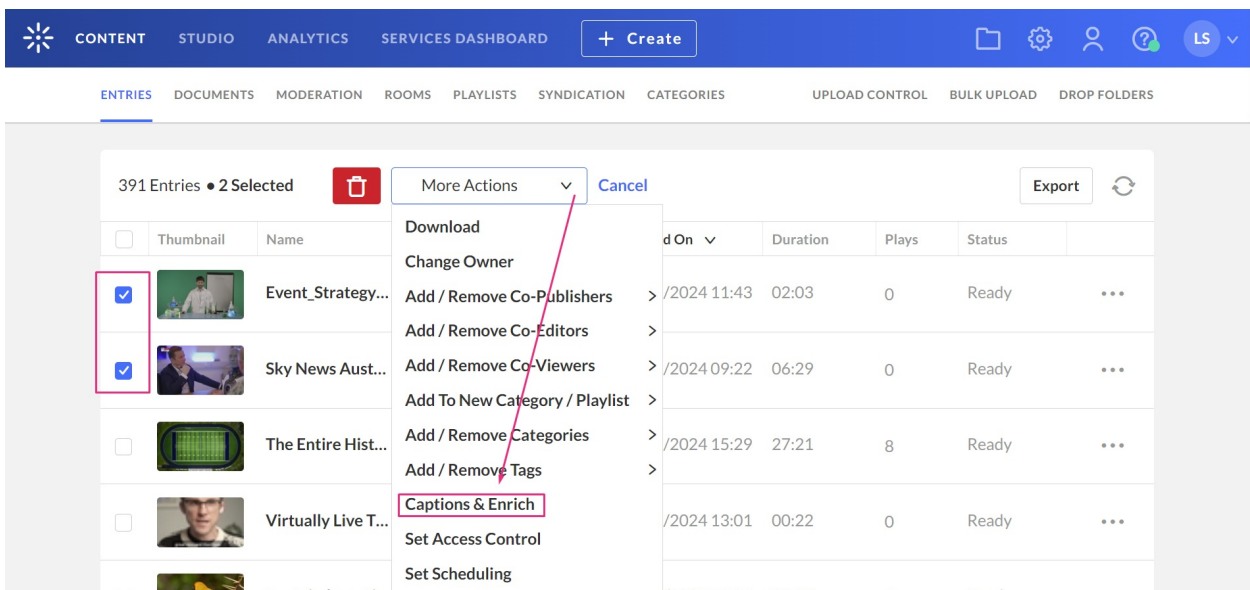 CONTENT STUDIO ANALYTICS SERVICES DASHBOARD + Create LS
ENTRIES DOCUMENTS MODERATION ROOMS PLAYLISTS SYNDICATION CATEGORIES UPLOAD CONTROL BULK UPLOAD DROP FOLDERS
391 Entries • 2 Selected More Actions Cancel Export
Thumbnail Name d On Duration Plays Status
Download
Change Owner
Event_Strategy... Add / Remove Co-Publishers /2024 11:43 02:03 0 Ready
Add / Remove Co-Editors
Sky News Aust... Add / Remove Co-Viewers /2024 09:22 06:29 0 Ready
Add To New Category / Playlist
The Entire Hist... Add / Remove Categories /2024 15:29 27:21 8 Ready
Add / Remove Tags
Captions & Enrich
Virtually Live T... /2024 13:01 00:22 0 Ready
Set Access Control
Set Scheduling